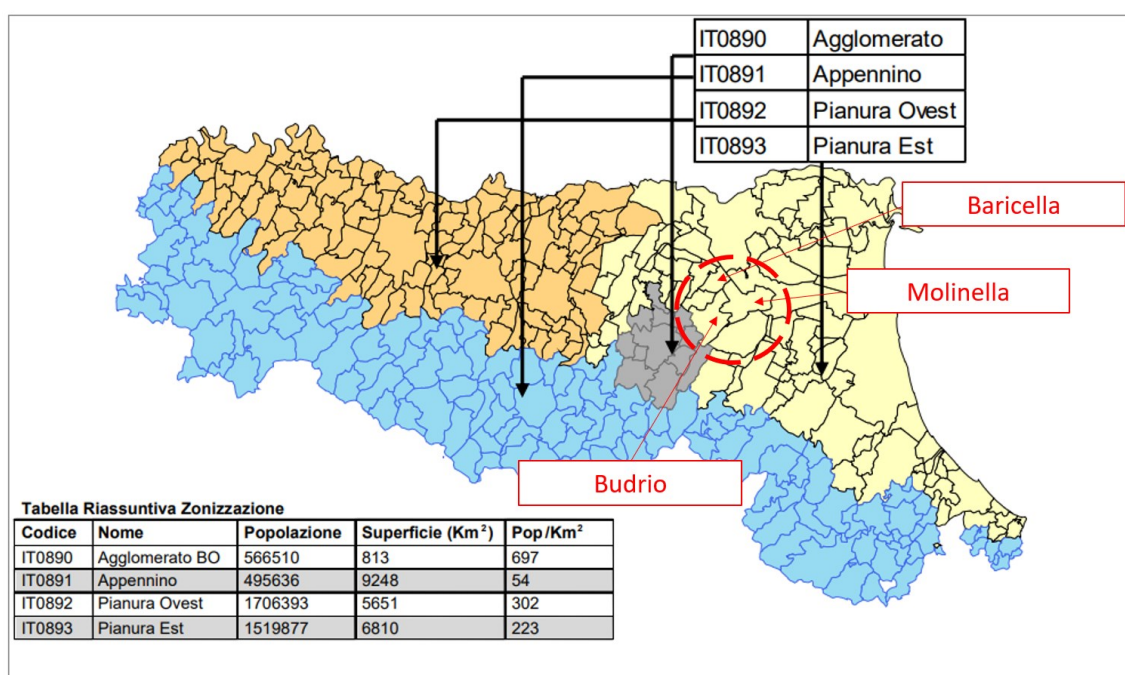 IT0890 Agglomerato
IT0891 Appennino
IT0892 Pianura Ovest
IT0893 Pianura Est
Baricella
Molinella
Budrio
Tabella Riassuntiva Zonizzazione
Codice Nome Popolazione Superficie (Km²) Pop/Km²
IT0890 Agglomerato BO 566510 813 697
IT0891 Appennino 495636 9248 54
IT0892 Pianura Ovest 1706393 5651 302
IT0893 Pianura Est 1519877 6810 223